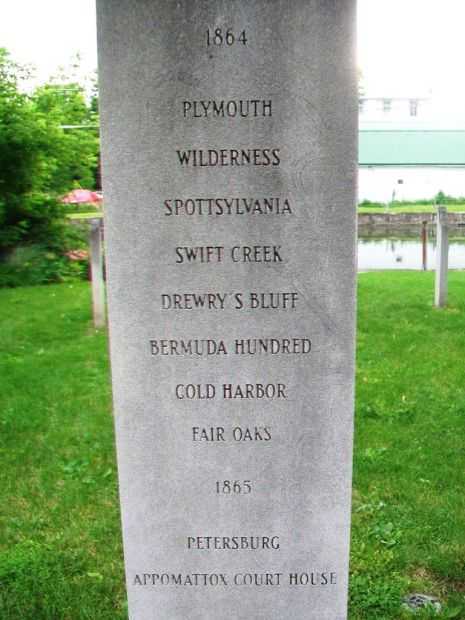 1864
PLYMOUTH
WILDERNESS
SPOTTSYLVANIA
SWIFT CREEK
DREWRY'S BLUFF
BERMUDA HUNDRED
COLD HARBOR
FAIR OAKS
1865
PETERSBURG
APPOMATTOX COURT HOUSE